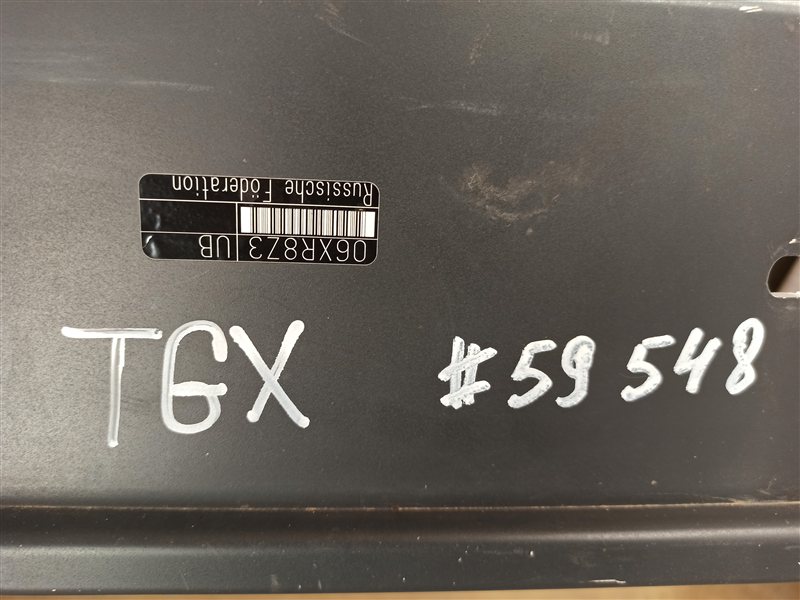 06XR8Z3 UB
Russische Föderation
TGX #59 548